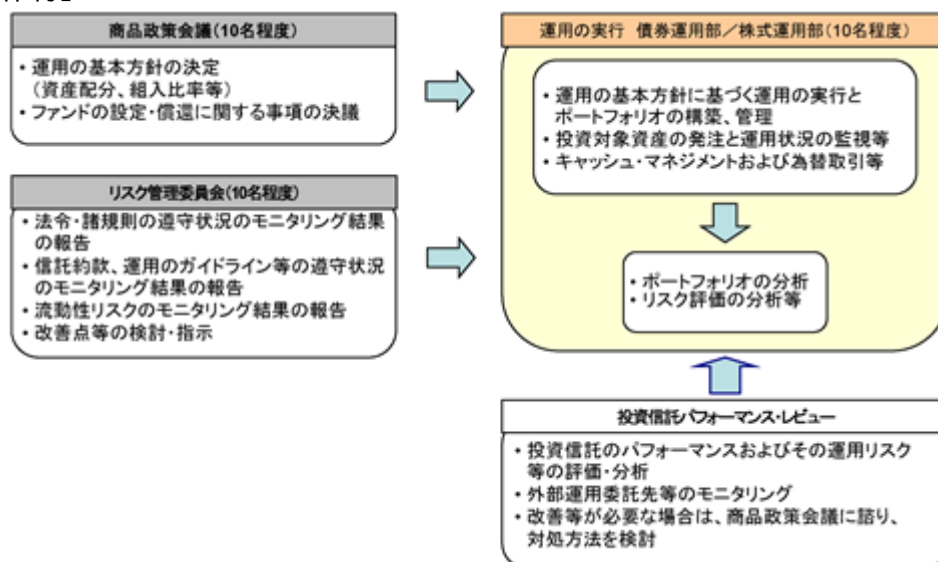 商品政策会議(10名程度)
・運用の基本方針の決定
(資産配分、組入比率等)
・ファンドの設定・償還に関する事項の決議
リスク管理委員会(10名程度)
・法令・諸規則の遵守状況のモニタリング結果
の報告
・信託約款、運用のガイドライン等の遵守状況
のモニタリング結果の報告
・流動性リスクのモニタリング結果の報告
・改善点等の検討・指示
運用の実行 債券運用部/株式運用部(10名程度)
・運用の基本方針に基づく運用の実行と
ポートフォリオの構築、管理
・投資対象資産の発注と運用状況の監視等
・キャッシュ・マネジメントおよび為替取引等
・ポートフォリオの分析
・リスク評価の分析等
投資信託パフォーマンス・レビュー
・投資信託のパフォーマンスおよびその運用リスク
等の評価・分析
・外部運用委託先等のモニタリング
・改善等が必要な場合は、商品政策会議に諮り、
対処方法を検討